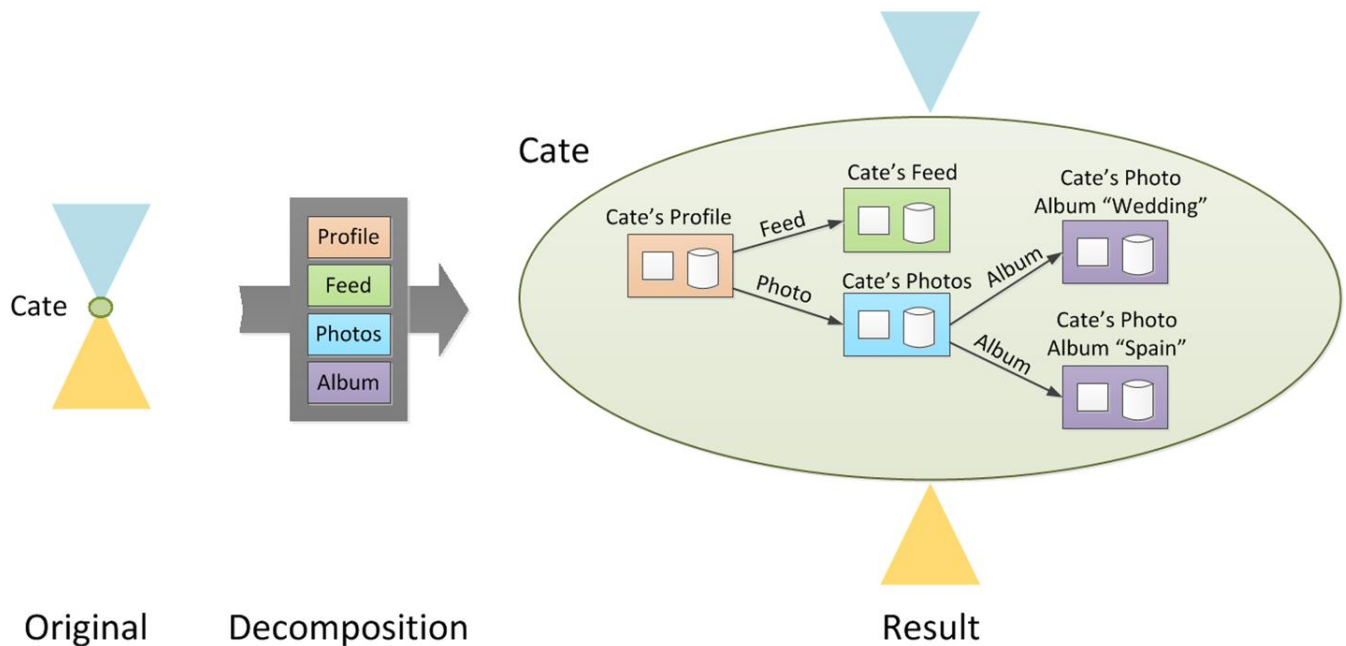 Cate
Profile
Feed
Photos
Album
Cate
Cate's Profile
Feed
Photo
Cate's Feed
Cate's Photos
Album
Album
Cate's Photo
Album “Wedding”
Cate's Photo
Album “Spain”
Original
Decomposition
Result